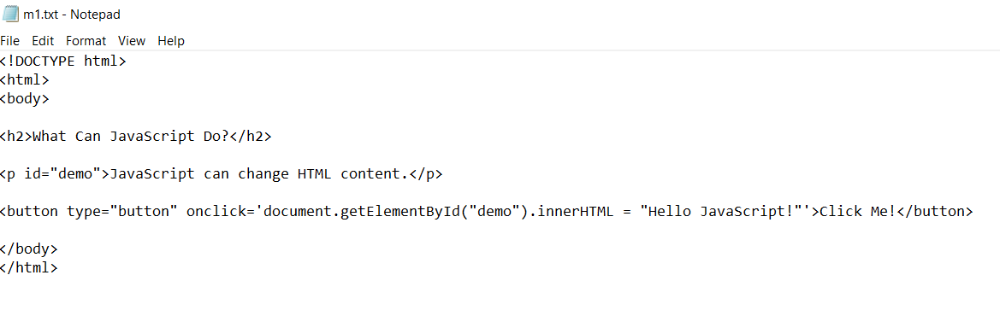 m1.txt - Notepad
File Edit Format View Help
<!DOCTYPE html>
<html>
<body>
<h2>What Can JavaScript Do?</h2>
<p id="demo">JavaScript can change HTML content.</p>
<button type="button" onclick='document.getElementById("demo").innerHTML = "Hello JavaScript!"'>Click Me!</button>
</body>
</html>